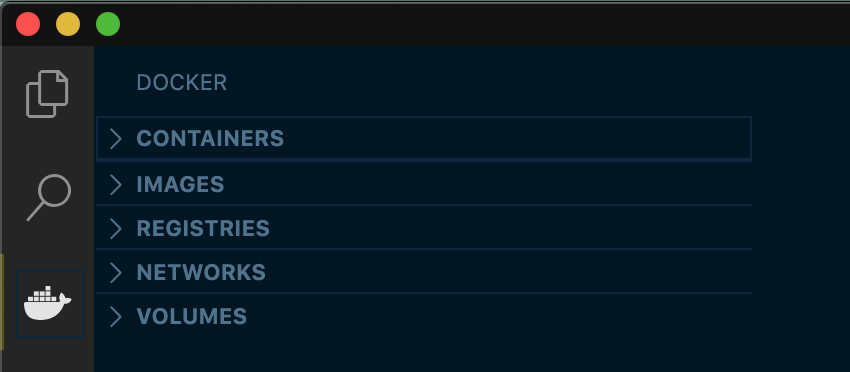 DOCKER
CONTAINERS
IMAGES
REGISTRIES
NETWORKS
VOLUMES